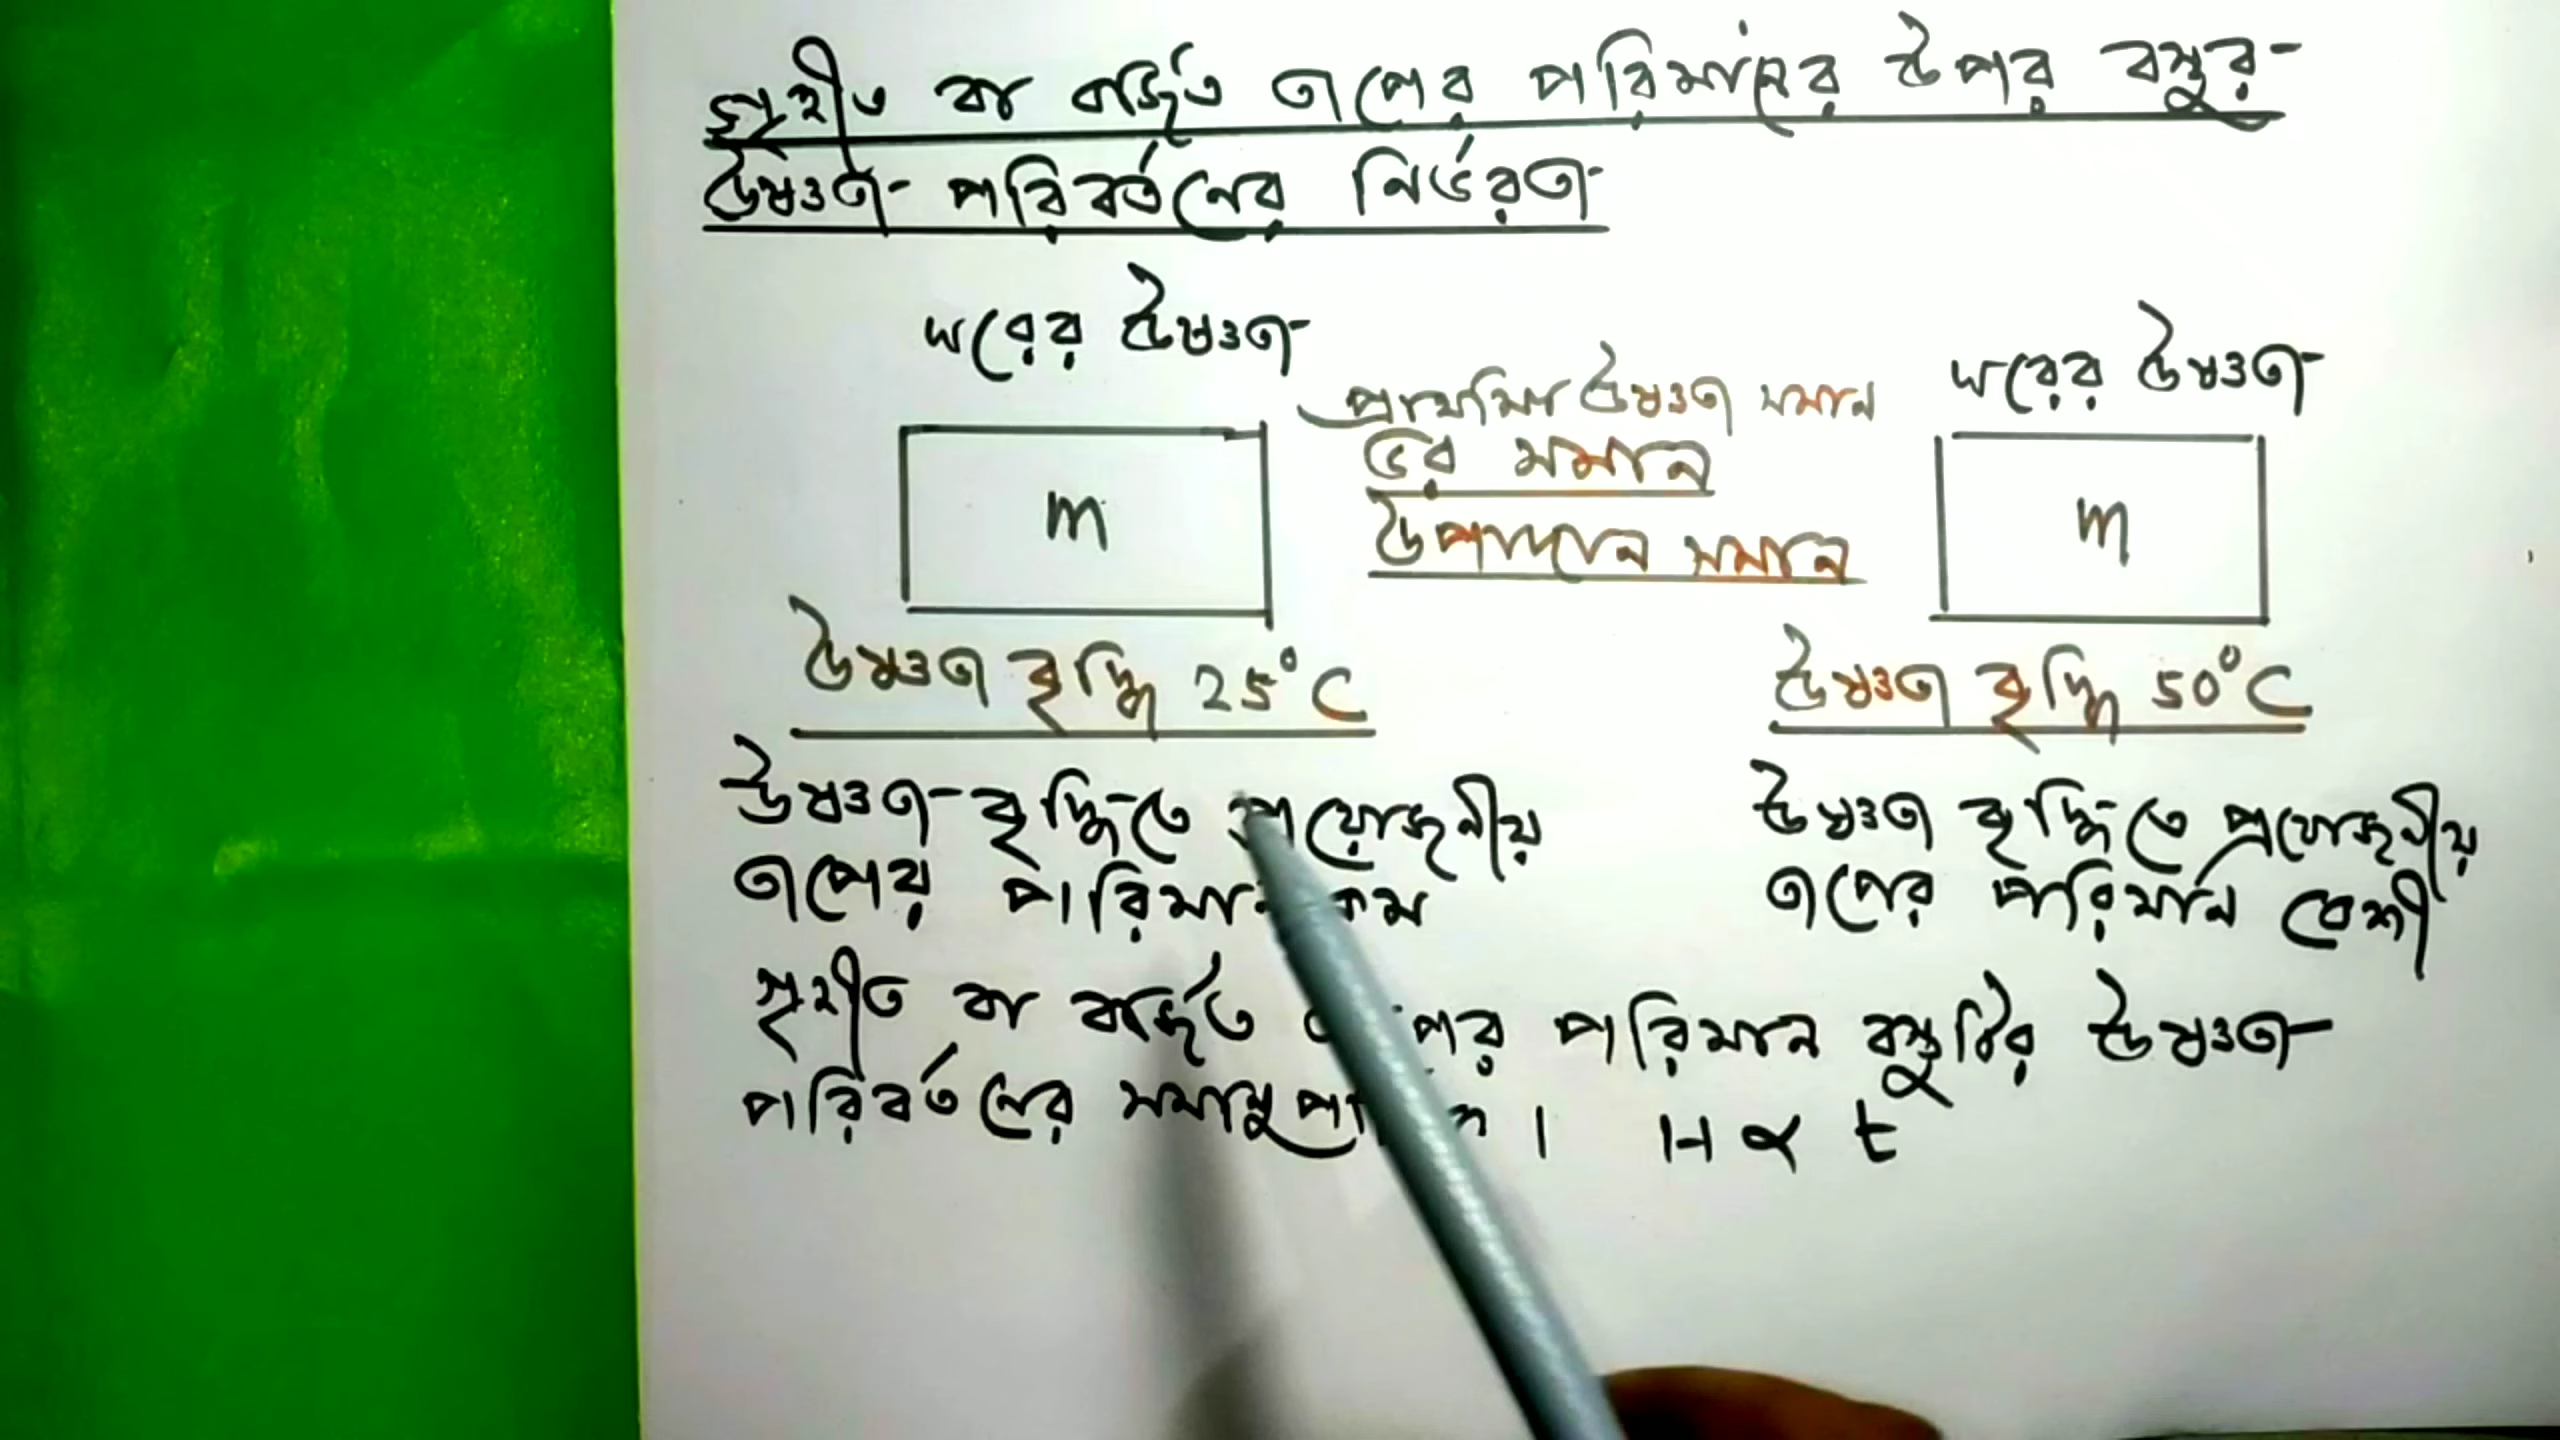 গৃহীত বা বর্জিত তাপের পরিমানের উপর বস্তুর
উষ্ণতা পরিবর্তনের নির্ভরতা
ঘরের উষ্ণতা
ঘরের উষ্ণতা
প্রাথমিক উষ্ণতা সমান
ভর সমান
উপাদান সমান
m
m
উষ্ণতা বৃদ্ধি 25°C
উষ্ণতা বৃদ্ধি 50°C
উষ্ণতা বৃদ্ধিতে প্রয়োজনীয়
তাপের পরিমান কম
উষ্ণতা বৃদ্ধিতে প্রয়োজনীয়
তাপের পরিমান বেশী
গৃহীত বা বর্জিত পরিমান বস্তুটির উষ্ণতা
পরিবর্তনের । H α t